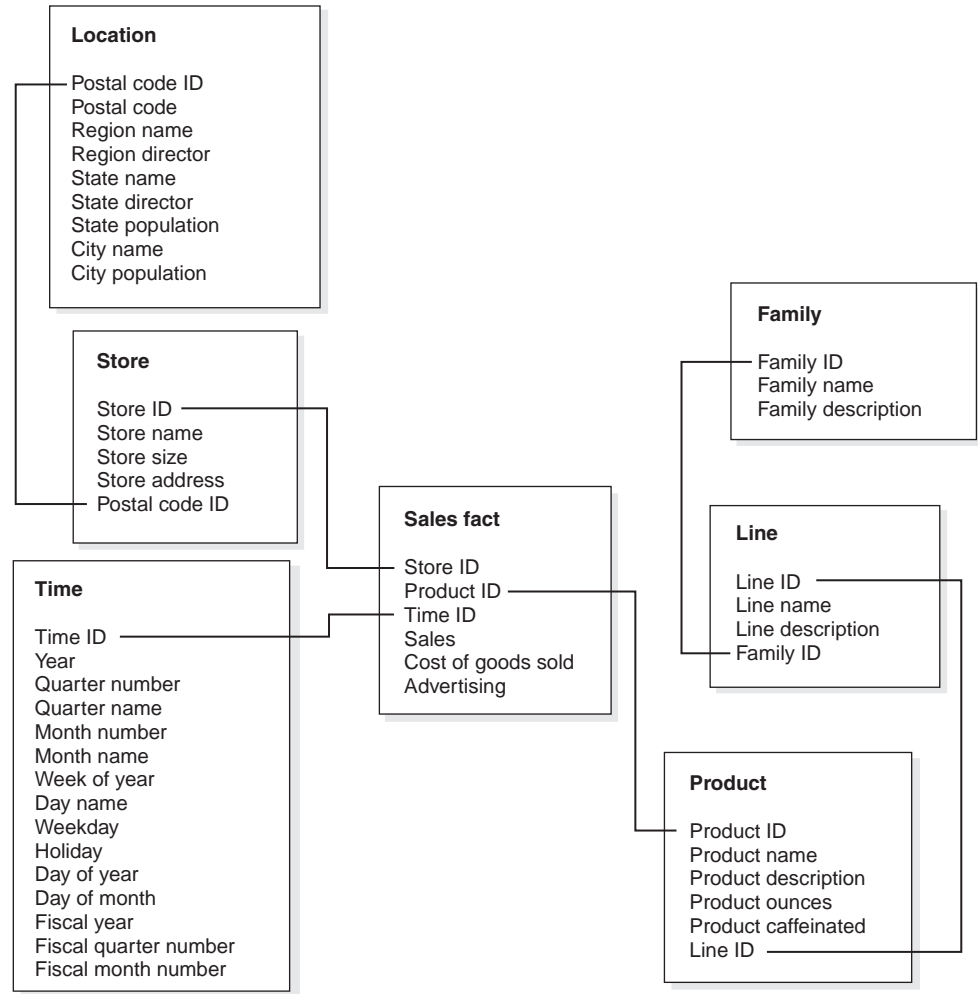 Location
Postal code ID
Postal code
Region name
Region director
State name
State director
State population
City name
City population
Store
Store ID
Store name
Store size
Store address
Postal code ID
Time
Time ID
Year
Quarter number
Quarter name
Month number
Month name
Week of year
Day name
Weekday
Holiday
Day of year
Day of month
Fiscal year
Fiscal quarter number
Fiscal month number
Sales fact
Store ID
Product ID
Time ID
Sales
Cost of goods sold
Advertising
Family
Family ID
Family name
Family description
Line
Line ID
Line name
Line description
Family ID
Product
Product ID
Product name
Product description
Product ounces
Product caffeinated
Line ID